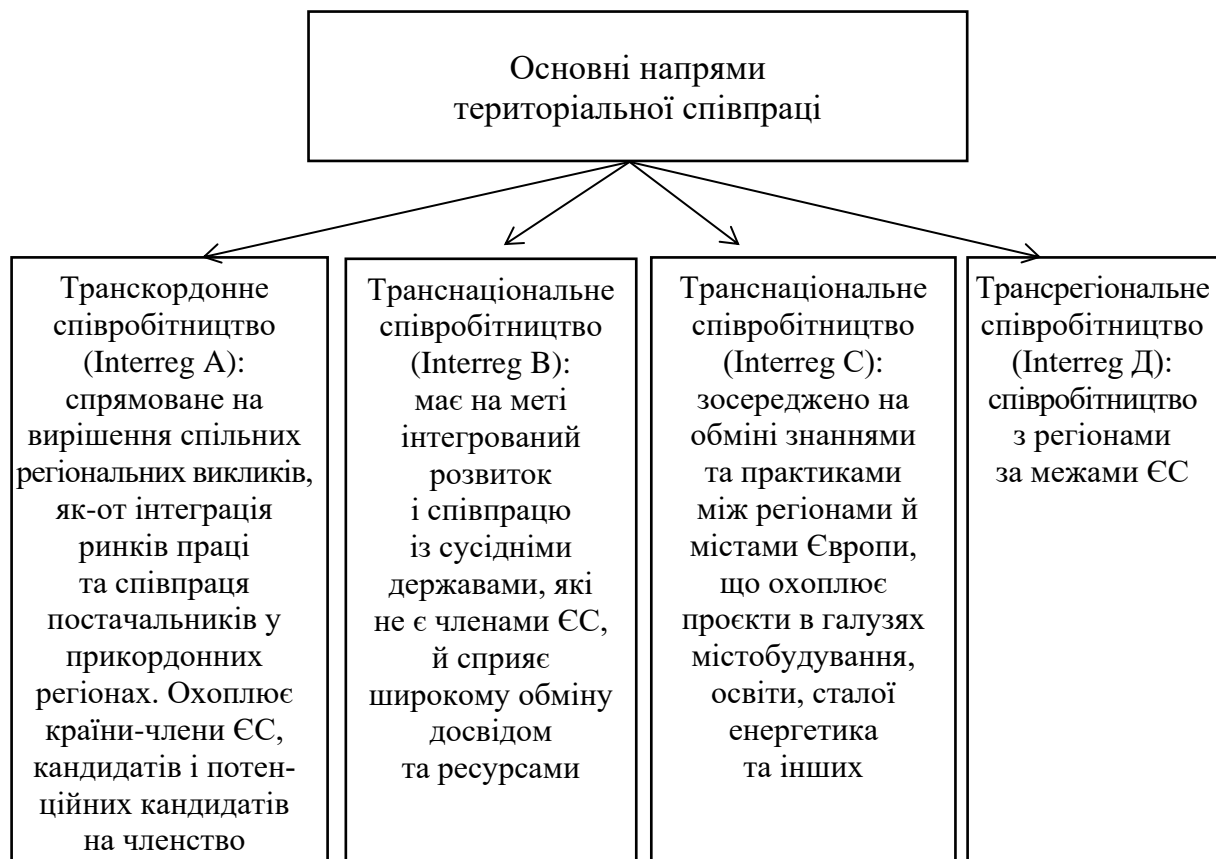 Основні напрями
територіальної співпраці
Транскордонне
співробітництво
(Interreg A):
спрямоване на
вирішення спільних
регіональних викликів,
як-от інтеграція
ринків праці
та співпраця
постачальників у
прикордонних
регіонах. Охоплює
країни-члени ЄС,
кандидатів і потен-
ційних кандидатів
на членство
Транснаціональне
співробітництво
(Interreg B):
має на меті
інтегрований
розвиток
і співпрацю
із сусідніми
державами, які
не є членами ЄС,
й сприяє
широкому обміну
досвідом
та ресурсами
Транснаціональне
співробітництво
(Interreg C):
зосереджено на
обміні знаннями
та практиками
між регіонами й
містами Європи,
що охоплює
проєкти в галузях
містобудування,
освіти, сталої
енергетика
та інших
Трансрегіональне
співробітництво
(Interreg Д):
співробітництво
з регіонами
за межами ЄС